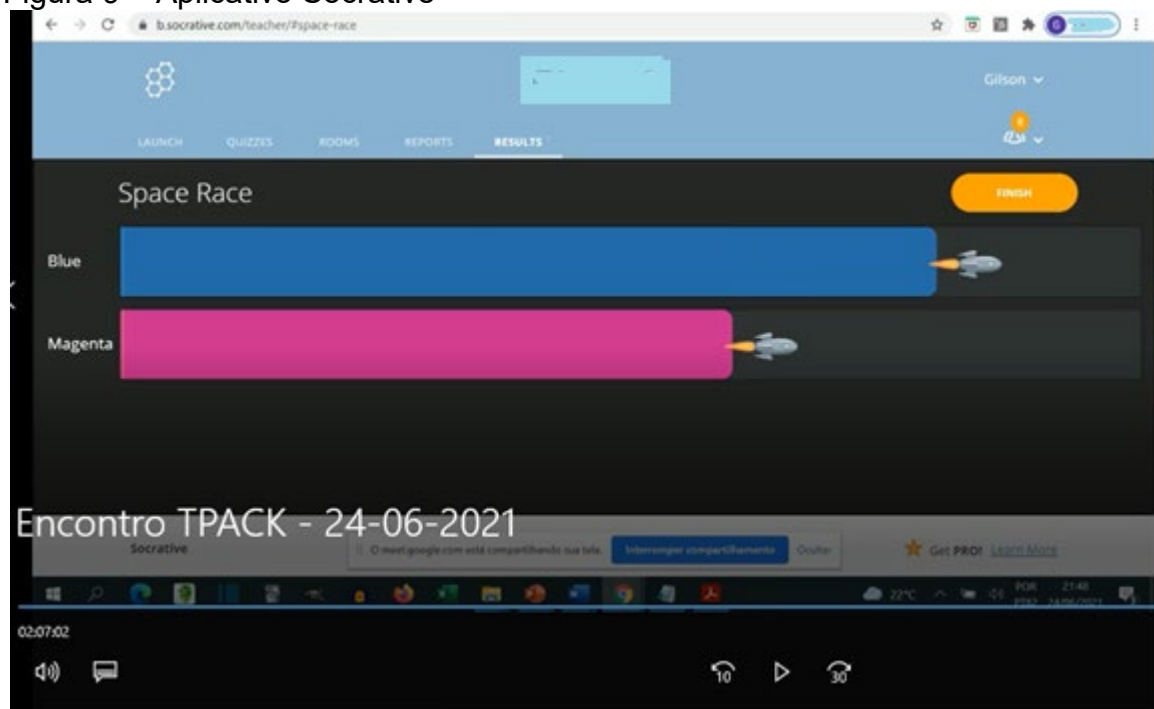 Aplicativo Socrative
b.socrative.com/teacher/#space-race
G
Gilson
LAUNCH QUIZZES ROOMS REPORTS RESULTS
Space Race
FINISH
Blue
Magenta
Encontro TPACK - 24-06-2021
Socrative
O meet.google.com está compartilhando sua tela.
Interromper compartilhamento
Ocultar
Get PRO! Learn More
22°C
POR 21:48
24/06/2021
02:07:02
10
30